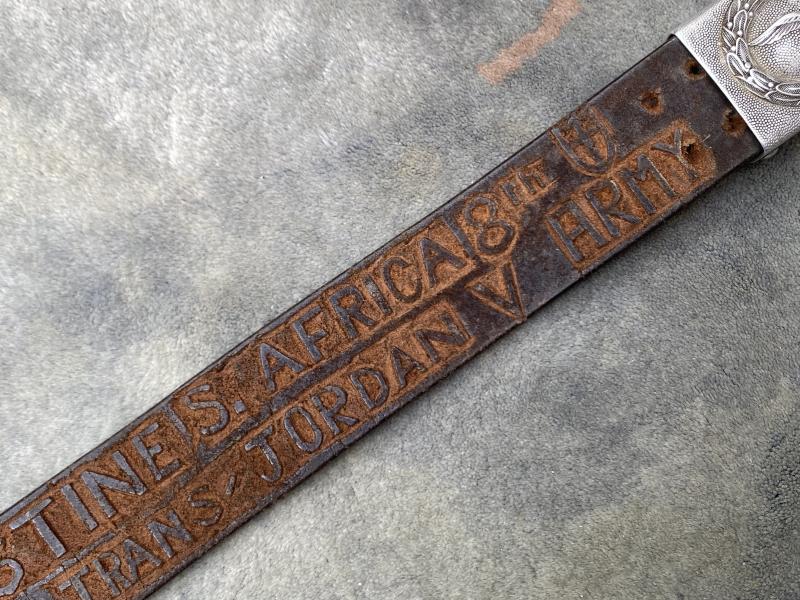 STINE S. AFRICA 8TH
TRANS-JORDAN V ARMY